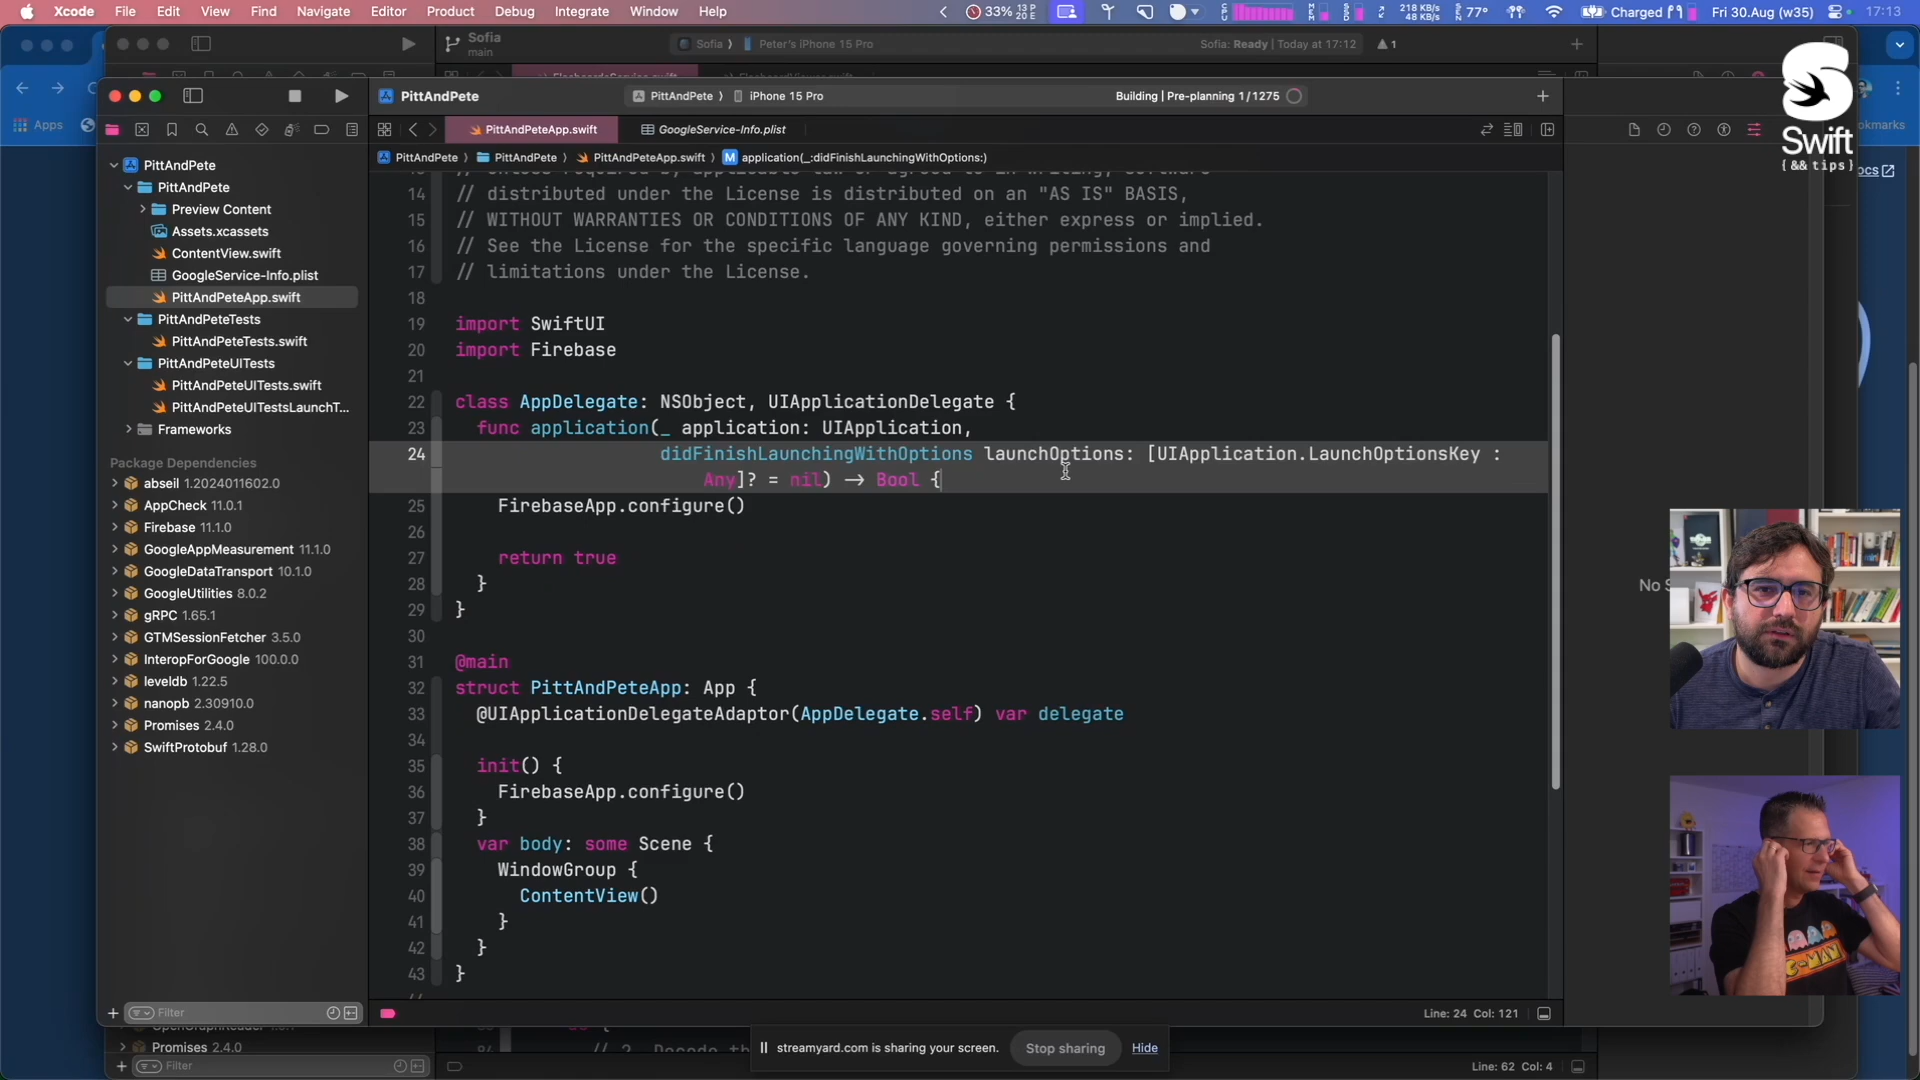 Xcode File Edit View Find Navigate Editor Product Debug Integrate Window Help
33% 218 KB/s 48 KB/s 77° Charged Fri 30.Aug (w35) 17:13
Sofia
main
Sofia Peter's iPhone 15 Pro
Sofia: Ready | Today at 17:12 1
Apps
PittAndPete
PittAndPete iPhone 15 Pro
Building | Pre-planning 1/1275
PittAndPeteApp.swift
GoogleService-Info.plist
PittAndPete PittAndPete PittAndPeteApp.swift M application(_:didFinishLaunchingWithOptions:)
PittAndPete
PittAndPete
Preview Content
Assets.xcassets
ContentView.swift
GoogleService-Info.plist
PittAndPeteApp.swift
PittAndPeteTests
PittAndPeteTests.swift
PittAndPeteUITests
PittAndPeteUITests.swift
PittAndPeteUITestsLaunchT...
Frameworks
Package Dependencies
abseil 1.2024011602.0
AppCheck 11.0.1
Firebase 11.1.0
GoogleAppMeasurement 11.1.0
GoogleDataTransport 10.1.0
GoogleUtilities 8.0.2
gRPC 1.65.1
GTMSessionFetcher 3.5.0
InteropForGoogle 100.0.0
leveldb 1.22.5
nanopb 2.30910.0
Promises 2.4.0
SwiftProtobuf 1.28.0
Filter
14 // distributed under the License is distributed on an "AS IS" BASIS,
15 // WITHOUT WARRANTIES OR CONDITIONS OF ANY KIND, either express or implied.
16 // See the License for the specific language governing permissions and
17 // limitations under the License.
18
19 import SwiftUI
20 import Firebase
21
22 class AppDelegate: NSObject, UIApplicationDelegate {
23 func application(_ application: UIApplication,
24 didFinishLaunchingWithOptions launchOptions: [UIApplication.LaunchOptionsKey :
Any]? = nil) -> Bool {
25 FirebaseApp.configure()
26
27 return true
28 }
29 }
30
31 @main
32 struct PittAndPeteApp: App {
33 @UIApplicationDelegateAdaptor(AppDelegate.self) var delegate
34
35 init() {
36 FirebaseApp.configure()
37 }
38 var body: some Scene {
39 WindowGroup {
40 ContentView()
41 }
42 }
43 }
Line: 24 Col: 121
Swift
{ && tips }
No S
Promises 2.4.0
Filter
streamyard.com is sharing your screen. Stop sharing Hide
Line: 62 Col: 4